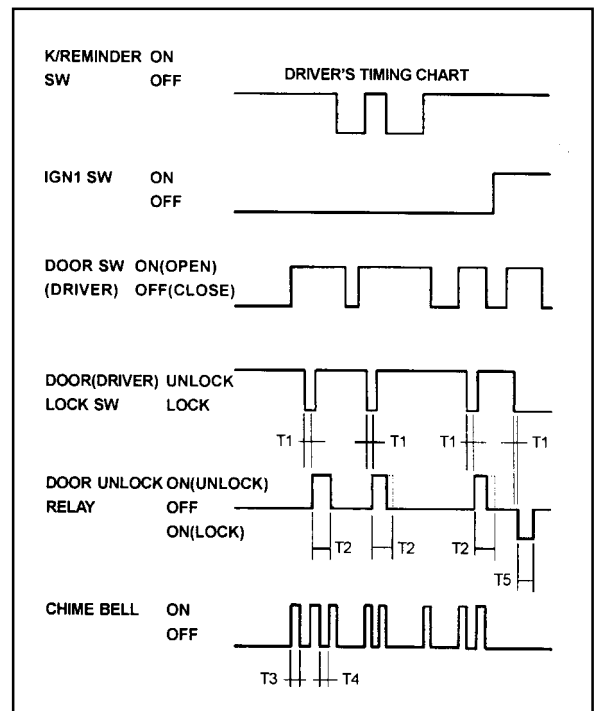 K/REMINDER ON
SW OFF
DRIVER'S TIMING CHART
IGN1 SW ON
OFF
DOOR SW ON(OPEN)
(DRIVER) OFF(CLOSE)
DOOR(DRIVER) UNLOCK
LOCK SW LOCK
T1 T1 T1 T1
DOOR UNLOCK ON(UNLOCK)
RELAY OFF
ON(LOCK)
T2 T2 T2
T5
CHIME BELL ON
OFF
T3 T4